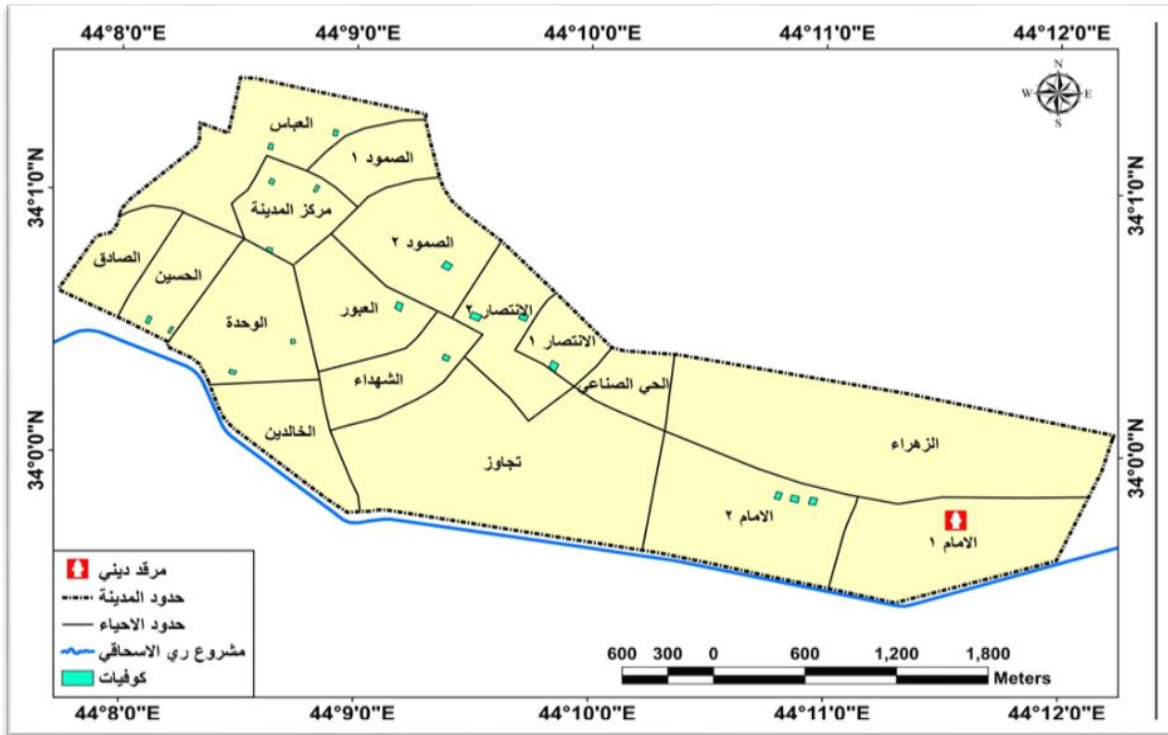 44°8'0"E 44°9'0"E 44°10'0"E 44°11'0"E 44°12'0"E
N
W E
S
34°1'0"N
34°1'0"N
34°0'0"N
34°0'0"N
العباس
الصمود ١
مركز المدينة
الصمود ٢
الصادق
الحسين
الانتصار ٢
العبور
الوحدة
الانتصار ١
الشهداء
الحي الصناعي
الخالدين
الزهراء
تجاوز
الامام ٢
الامام ١
مرقد ديني
حدود المدينة
حدود الاحياء
مشروع ري الاسحاقي
كوفيات
600 300 0 600 1,200 1,800
Meters
44°8'0"E 44°9'0"E 44°10'0"E 44°11'0"E 44°12'0"E